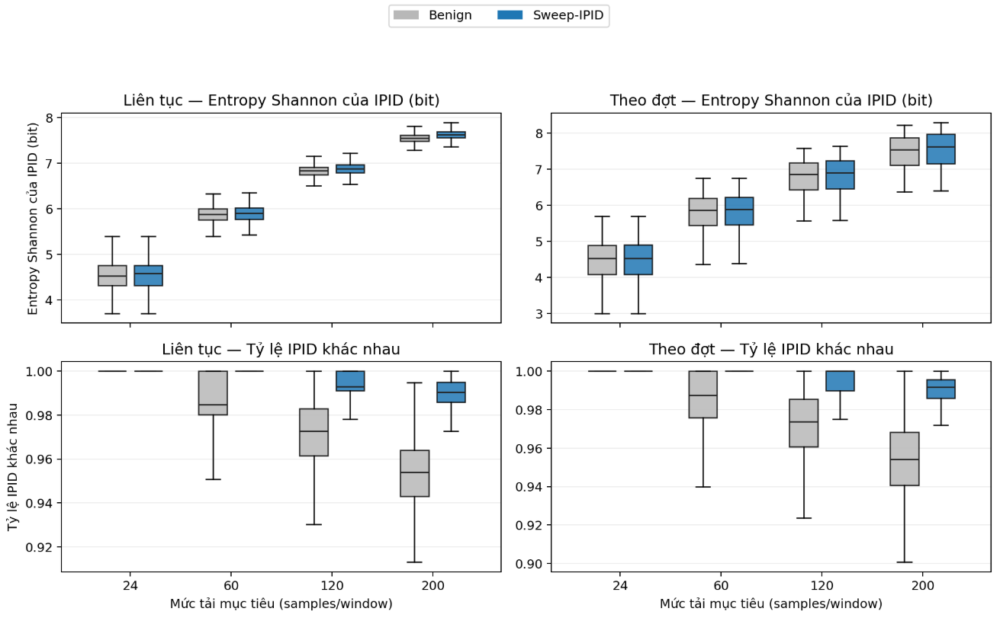 Benign Sweep-IPID
Liên tục — Entropy Shannon của IPID (bit)
Entropy Shannon của IPID (bit)
8
7
6
5
4
Theo đợt — Entropy Shannon của IPID (bit)
8
7
6
5
4
3
Liên tục — Tỷ lệ IPID khác nhau
Tỷ lệ IPID khác nhau
1.00
0.98
0.96
0.94
0.92
24 60 120 200
Mức tải mục tiêu (samples/window)
Theo đợt — Tỷ lệ IPID khác nhau
1.00
0.98
0.96
0.94
0.92
0.90
24 60 120 200
Mức tải mục tiêu (samples/window)